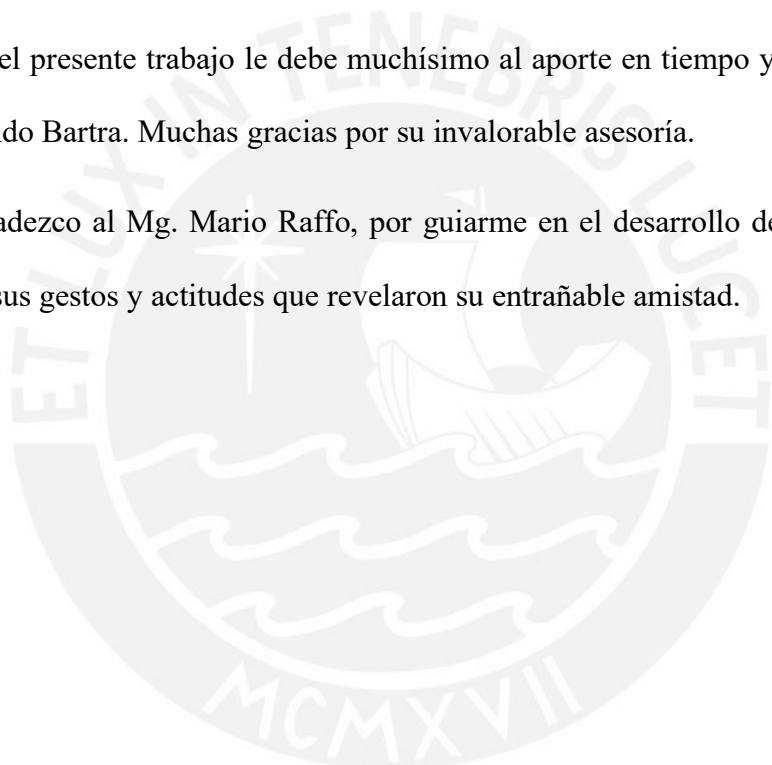 el presente trabajo le debe muchísimo al aporte en tiempo y
do Bartra. Muchas gracias por su invalorable asesoría.
adezco al Mg. Mario Raffo, por guiarme en el desarrollo de
sus gestos y actitudes que revelaron su entrañable amistad.
ET LUX IN TENEBRIS LUCET
MCMXVII